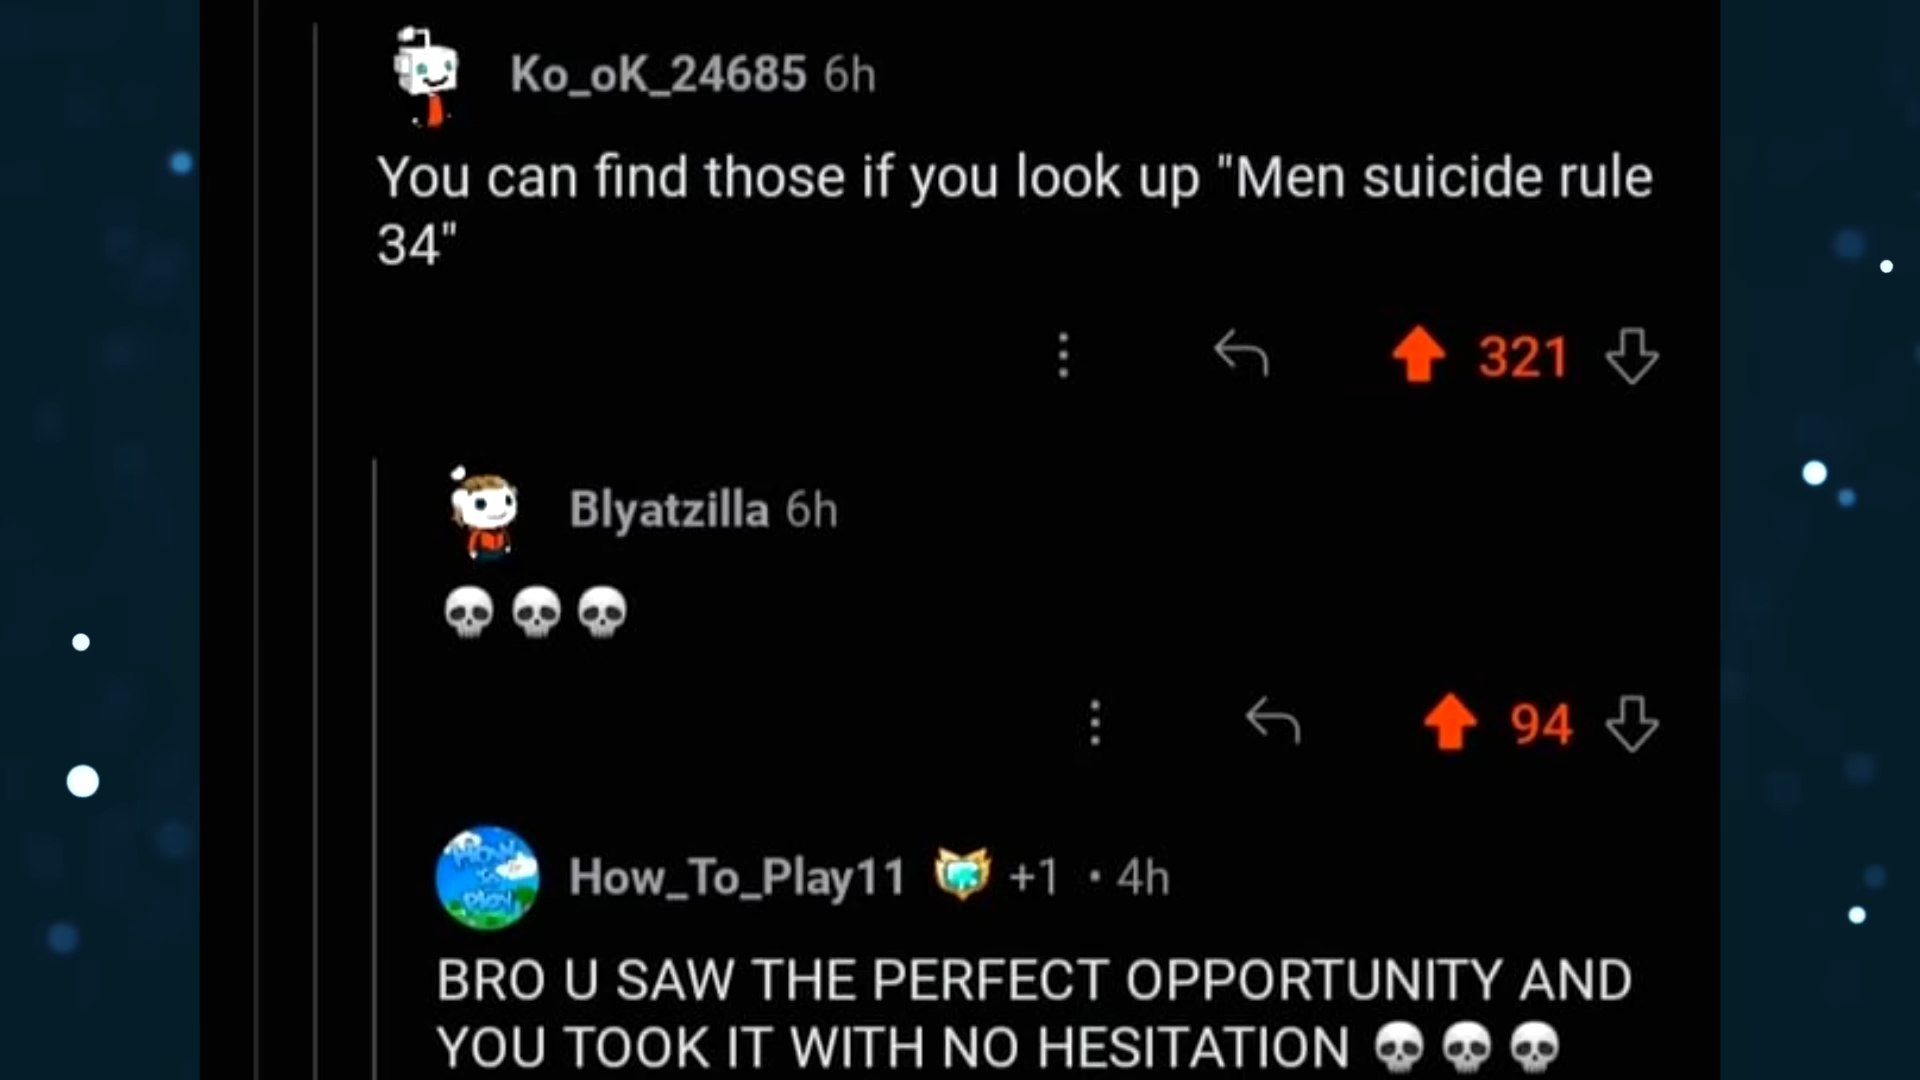 Ko_oK_24685 6h
You can find those if you look up "Men suicide rule
34"
321
Blyatzilla 6h
💀💀💀
94
How_To_Play11 +1 • 4h
BRO U SAW THE PERFECT OPPORTUNITY AND
YOU TOOK IT WITH NO HESITATION 💀💀💀